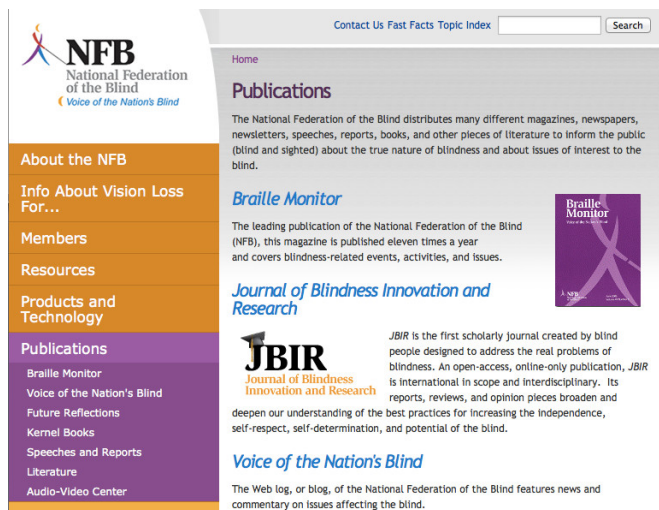 Contact Us Fast Facts Topic Index
Search
NFB
National Federation
of the Blind
Voice of the Nation's Blind
About the NFB
Info About Vision Loss
For...
Members
Resources
Products and
Technology
Publications
Braille Monitor
Voice of the Nation's Blind
Future Reflections
Kernel Books
Speeches and Reports
Literature
Audio-Video Center
Home
Publications
The National Federation of the Blind distributes many different magazines, newspapers,
newsletters, speeches, reports, books, and other pieces of literature to inform the public
(blind and sighted) about the true nature of blindness and about issues of interest to the
blind.
Braille Monitor
The leading publication of the National Federation of the Blind
(NFB), this magazine is published eleven times a year
and covers blindness-related events, activities, and issues.
Braille
Monitor
Voice of the Nation's Blind
NFB
Journal of Blindness Innovation and
Research
JBIR
Journal of Blindness
Innovation and Research
JBIR is the first scholarly journal created by blind
people designed to address the real problems of
blindness. An open-access, online-only publication, JBIR
is international in scope and interdisciplinary. Its
reports, reviews, and opinion pieces broaden and
deepen our understanding of the best practices for increasing the independence,
self-respect, self-determination, and potential of the blind.
Voice of the Nation's Blind
The Web log, or blog, of the National Federation of the Blind features news and
commentary on issues affecting the blind.